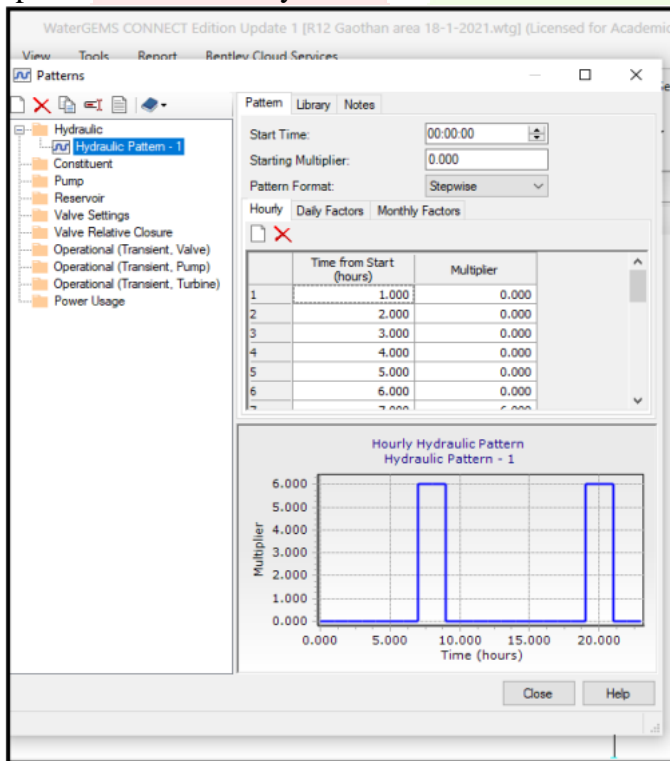 WaterGEMS CONNECT Edition Update 1 [R12 Gaothan area 18-1-2021.wtg] (Licensed for Academic
View Tools Report Bentley Cloud Services
Patterns
Hydraulic
Hydraulic Pattern - 1
Constituent
Pump
Reservoir
Valve Settings
Valve Relative Closure
Operational (Transient, Valve)
Operational (Transient, Pump)
Operational (Transient, Turbine)
Power Usage
Pattern Library Notes
Start Time: 00:00:00
Starting Multiplier: 0.000
Pattern Format: Stepwise
Hourly Daily Factors Monthly Factors
Time from Start
(hours) Multiplier
1 1.000 0.000
2 2.000 0.000
3 3.000 0.000
4 4.000 0.000
5 5.000 0.000
6 6.000 0.000
7 7.000 6.000
Hourly Hydraulic Pattern
Hydraulic Pattern - 1
Multiplier
6.000
5.000
4.000
3.000
2.000
1.000
0.000
0.000 5.000 10.000 15.000 20.000
Time (hours)
Close Help